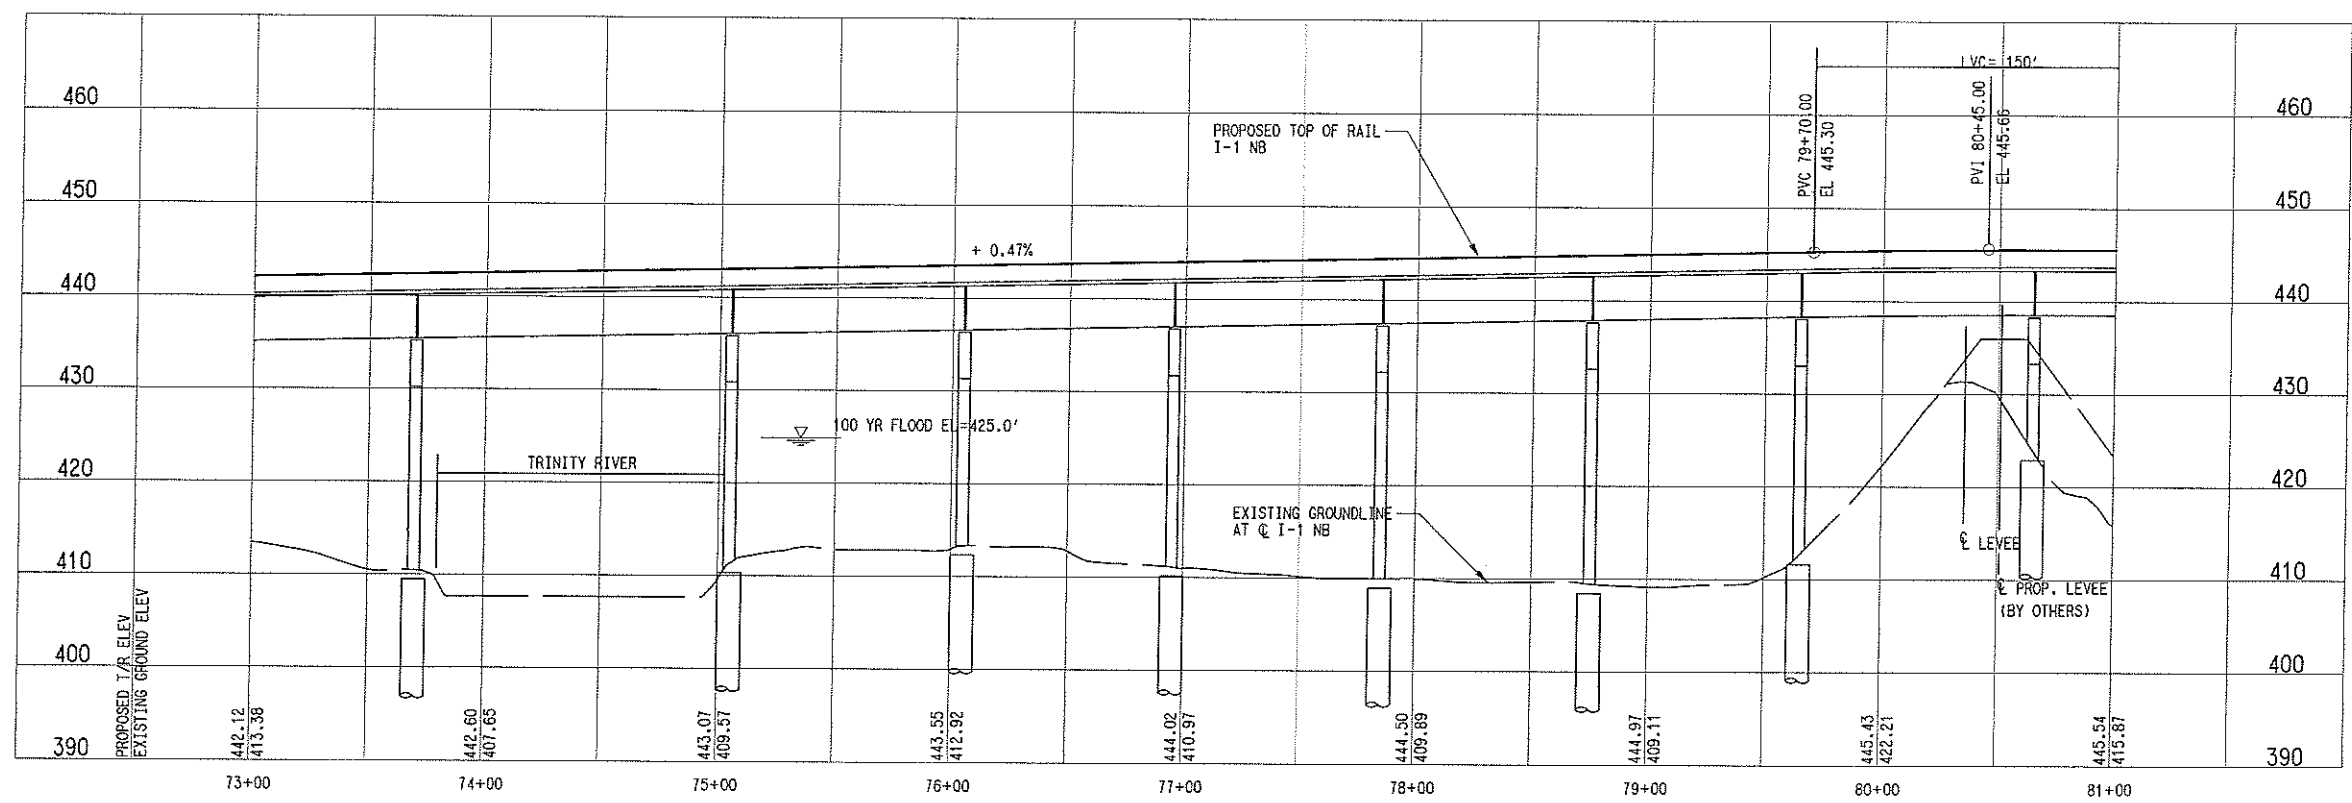 LVC= 150'
PVC 79+70.00
EL 445.30
PVI 80+45.00
EL 445.66
460
460
PROPOSED TOP OF RAIL
I-1 NB
450
450
+ 0.47%
440
440
430
430
100 YR FLOOD EL=425.0'
TRINITY RIVER
420
420
EXISTING GROUNDLINE
AT ℄ I-1 NB
℄ LEVEE
410
410
℄ PROP. LEVEE
(BY OTHERS)
400
400
PROPOSED T/R ELEV
EXISTING GROUND ELEV
442.12
413.38
442.60
407.65
443.07
409.57
443.55
412.92
444.02
410.97
444.50
409.89
444.97
409.11
445.43
422.21
445.54
415.87
390
390
73+00
74+00
75+00
76+00
77+00
78+00
79+00
80+00
81+00